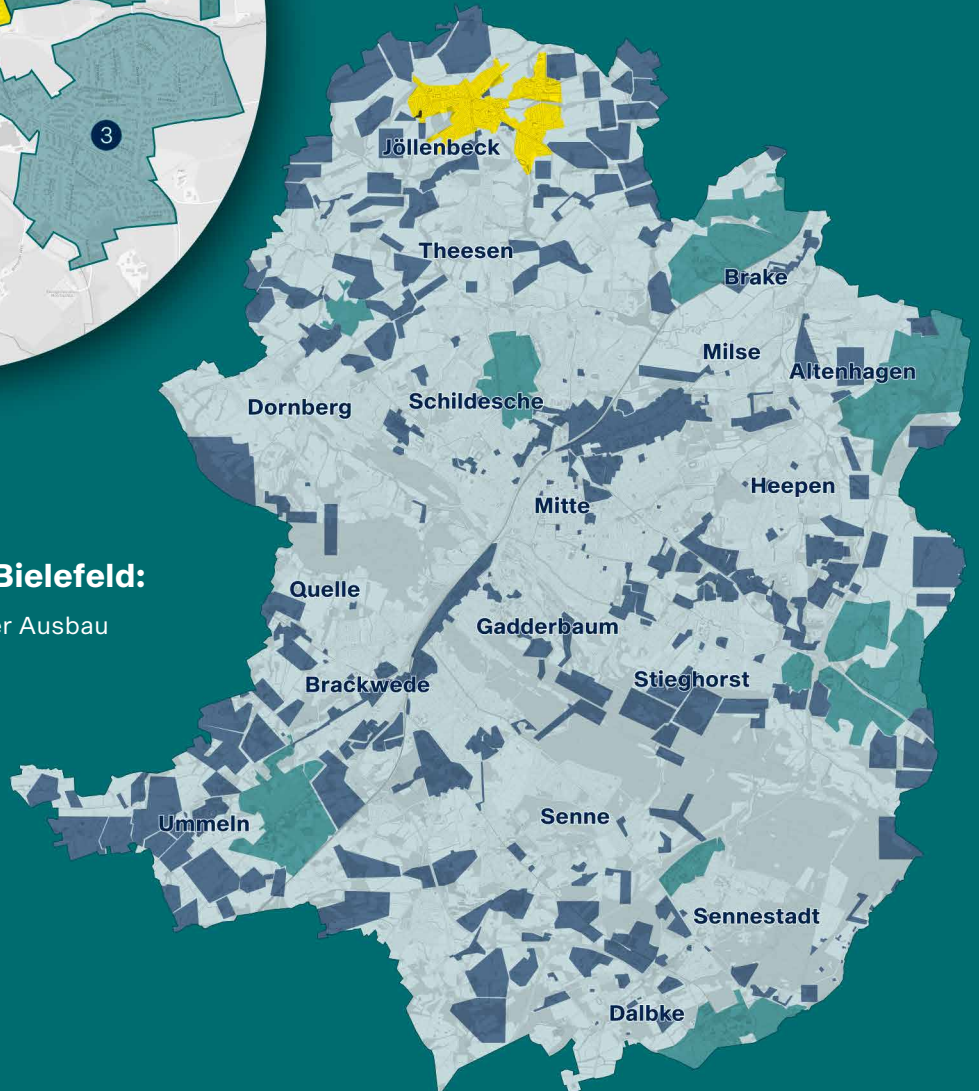 3
Jöllenbeck
Theesen
Brake
Milse
Altenhagen
Dornberg
Schildesche
Heepen
Mitte
Bielefeld:
er Ausbau
Quelle
Gadderbaum
Stieghorst
Brackwede
Senne
Ummeln
Sennestadt
Dalbke